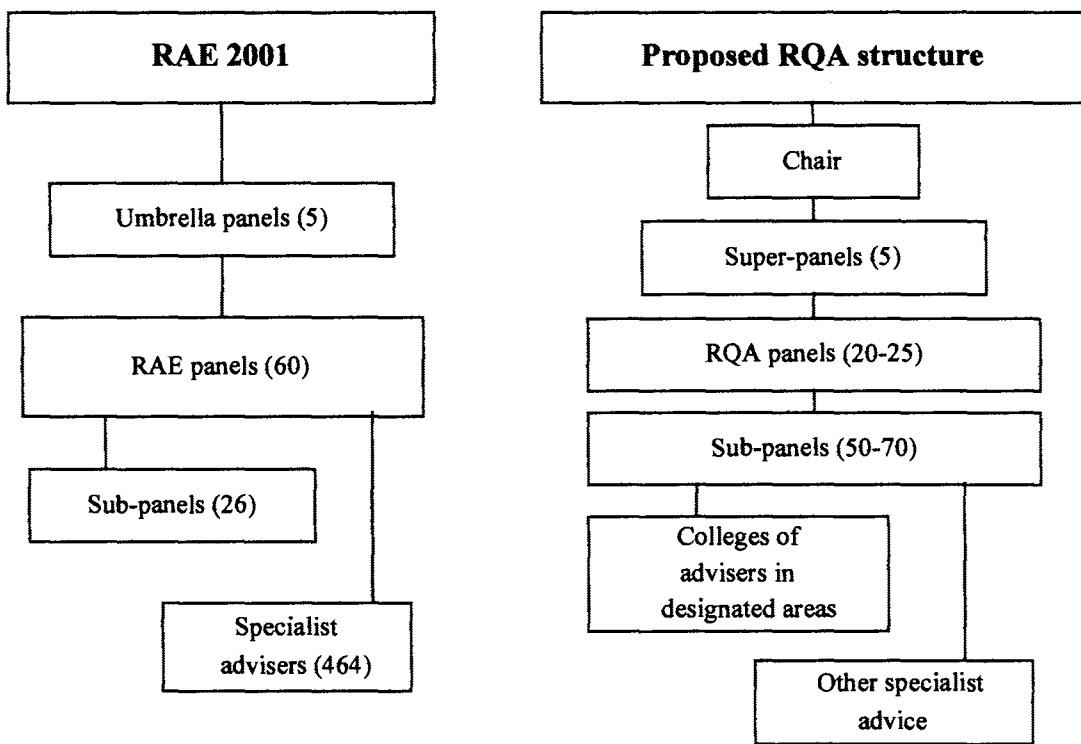 RAE 2001
Umbrella panels (5)
RAE panels (60)
Sub-panels (26)
Specialist
advisers (464)
Proposed RQA structure
Chair
Super-panels (5)
RQA panels (20-25)
Sub-panels (50-70)
Colleges of
advisers in
designated areas
Other specialist
advice